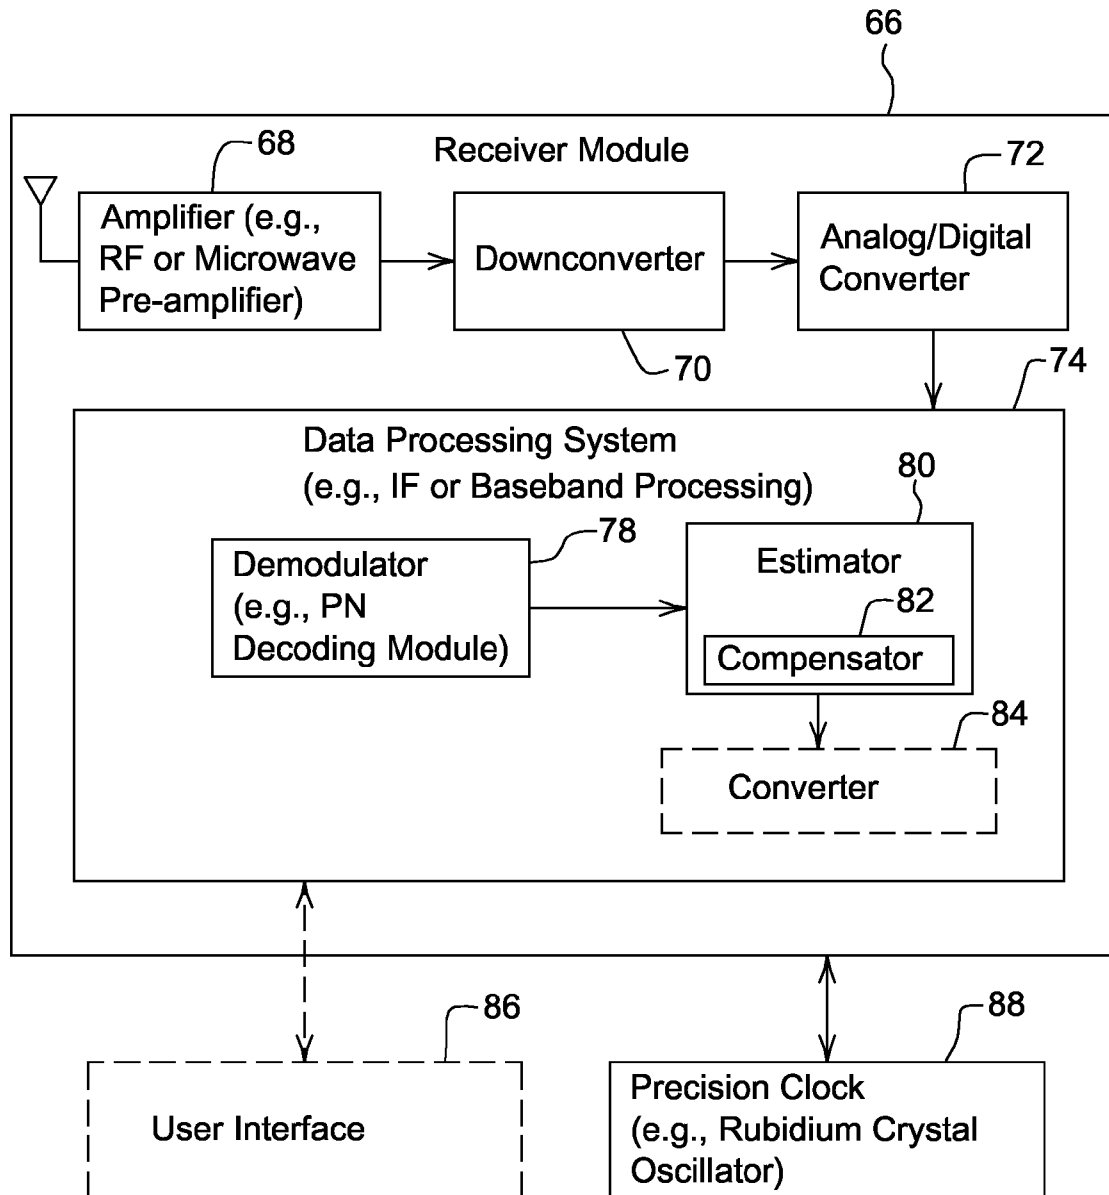 66
68
Receiver Module
72
Amplifier (e.g.,
RF or Microwave
Pre-amplifier)
Downconverter
Analog/Digital
Converter
70
74
Data Processing System
(e.g., IF or Baseband Processing)
80
78
Demodulator
(e.g., PN
Decoding Module)
Estimator
82
Compensator
84
Converter
86
88
User Interface
Precision Clock
(e.g., Rubidium Crystal
Oscillator)